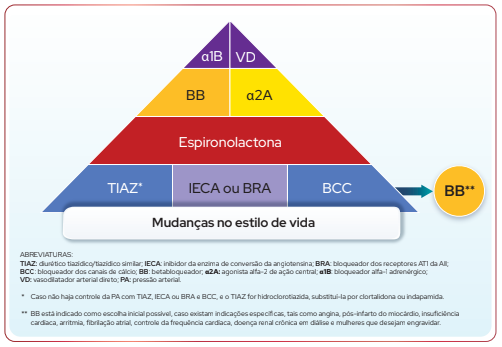 α1B VD
BB α2A
Espironolactona
TIAZ* IECA ou BRA BCC
BB**
Mudanças no estilo de vida
ABREVIATURAS:
TIAZ: diurético tiazídico/tiazídico similar; IECA: inibidor da enzima de conversão da angiotensina; BRA: bloqueador dos receptores AT1 da AII;
BCC: bloqueador dos canais de cálcio; BB: betabloqueador; α2A: agonista alfa-2 de ação central; α1B: bloqueador alfa-1 adrenérgico;
VD: vasodilatador arterial direto; PA: pressão arterial.
* Caso não haja controle da PA com TIAZ, IECA ou BRA e BCC, e o TIAZ for hidroclorotiazida, substituí-la por clortalidona ou indapamida.
** BB está indicado como escolha inicial possível, caso existam indicações específicas, tais como angina, pós-infarto do miocárdio, insuficiência
cardíaca, arritmia, fibrilação atrial, controle da frequência cardíaca, doença renal crônica em diálise e mulheres que desejam engravidar.